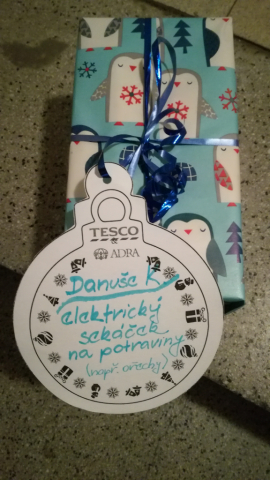 TESCO
&
ADRA
Danuše K.
elektrický
sekáček
na potraviny
(např. ořechy)